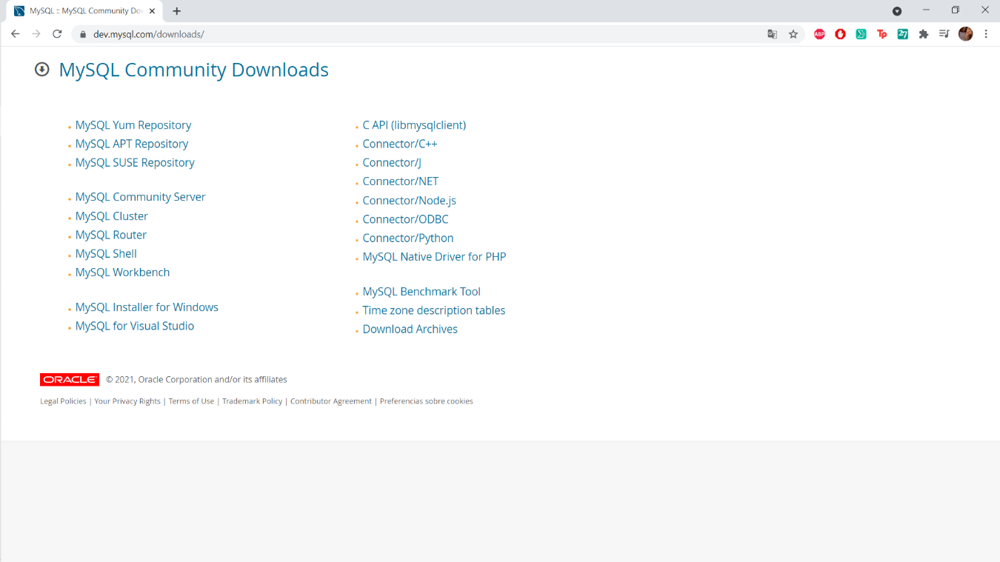 MySQL :: MySQL Community Do
dev.mysql.com/downloads/
ABP
Tp
27
MySQL Community Downloads
MySQL Yum Repository
MySQL APT Repository
MySQL SUSE Repository
MySQL Community Server
MySQL Cluster
MySQL Router
MySQL Shell
MySQL Workbench
MySQL Installer for Windows
MySQL for Visual Studio
C API (libmysqlclient)
Connector/C++
Connector/J
Connector/NET
Connector/Node.js
Connector/ODBC
Connector/Python
MySQL Native Driver for PHP
MySQL Benchmark Tool
Time zone description tables
Download Archives
ORACLE © 2021, Oracle Corporation and/or its affiliates
Legal Policies | Your Privacy Rights | Terms of Use | Trademark Policy | Contributor Agreement | Preferencias sobre cookies